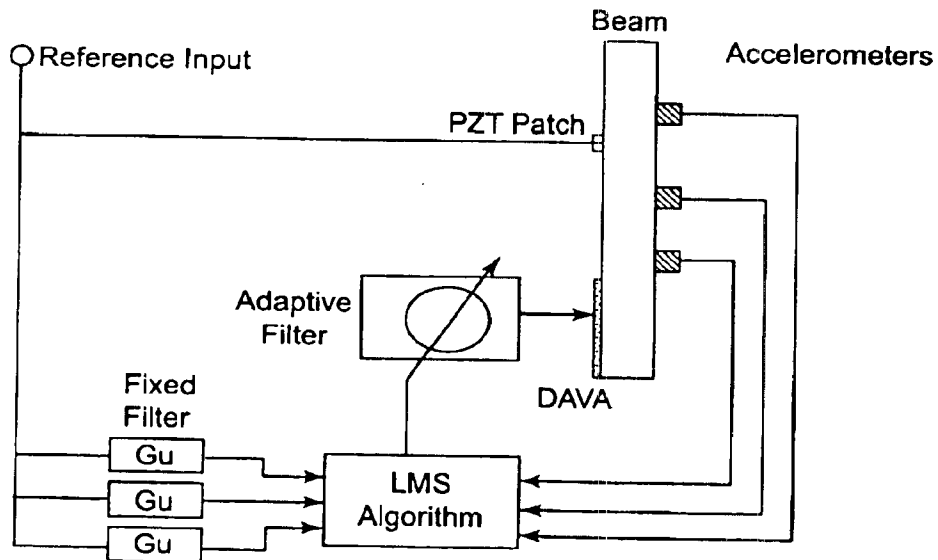 Beam
Reference Input
Accelerometers
PZT Patch
Adaptive
Filter
DAVA
Fixed
Filter
Gu
Gu
Gu
LMS
Algorithm